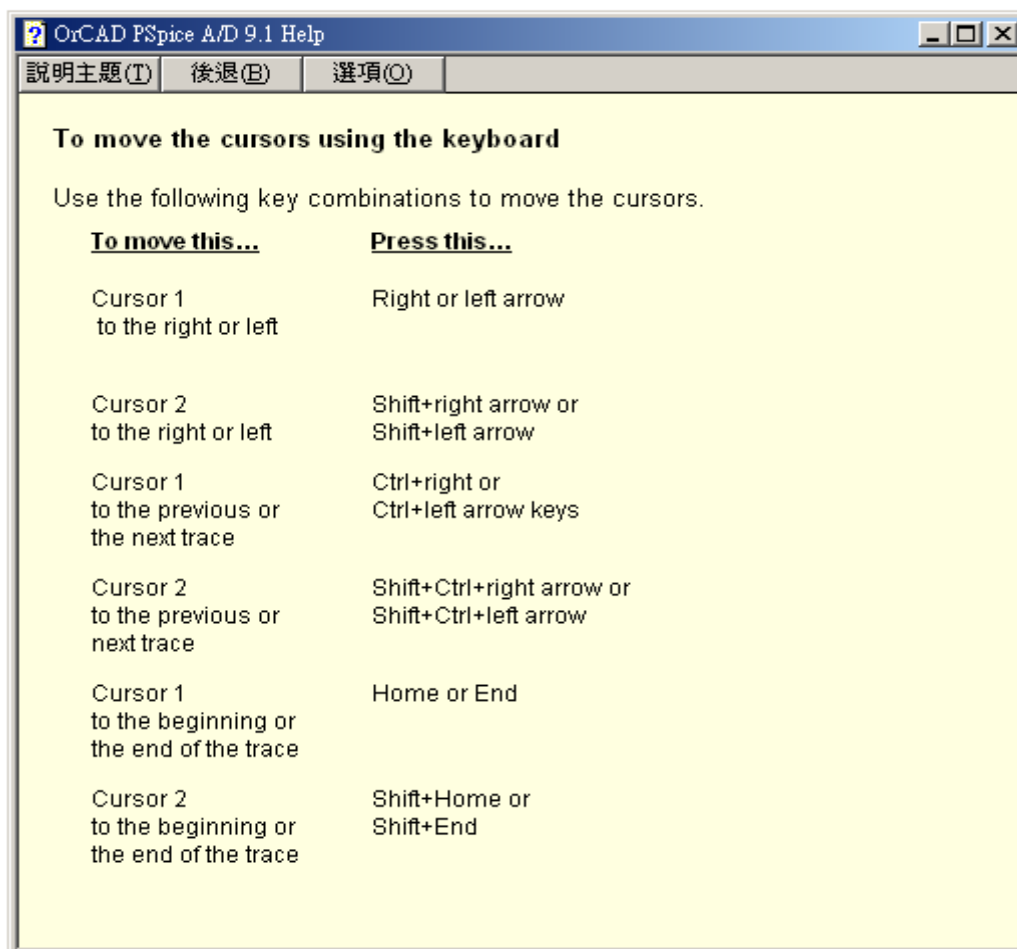 OrCAD PSpice A/D 9.1 Help
說明主題(T) 後退(B) 選項(O)
To move the cursors using the keyboard
Use the following key combinations to move the cursors.
To move this... Press this...
Cursor 1 Right or left arrow
to the right or left
Cursor 2 Shift+right arrow or
to the right or left Shift+left arrow
Cursor 1 Ctrl+right or
to the previous or Ctrl+left arrow keys
the next trace
Cursor 2 Shift+Ctrl+right arrow or
to the previous or Shift+Ctrl+left arrow
next trace
Cursor 1 Home or End
to the beginning or
the end of the trace
Cursor 2 Shift+Home or
to the beginning or Shift+End
the end of the trace